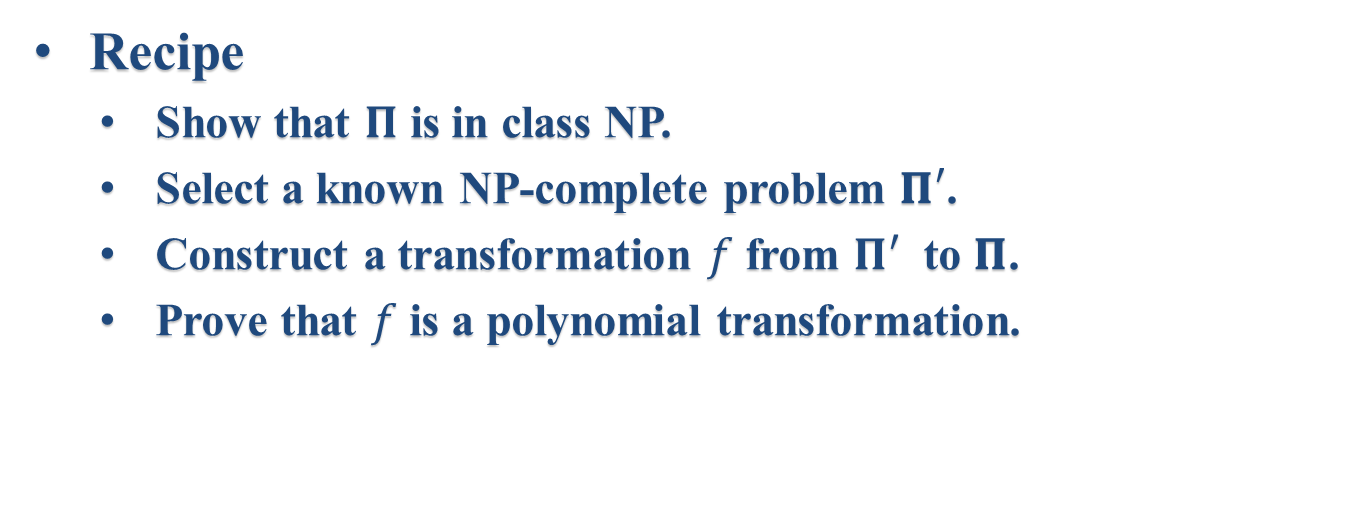 • Recipe
• Show that Π is in class NP.
• Select a known NP-complete problem Π′.
• Construct a transformation f from Π′ to Π.
• Prove that f is a polynomial transformation.